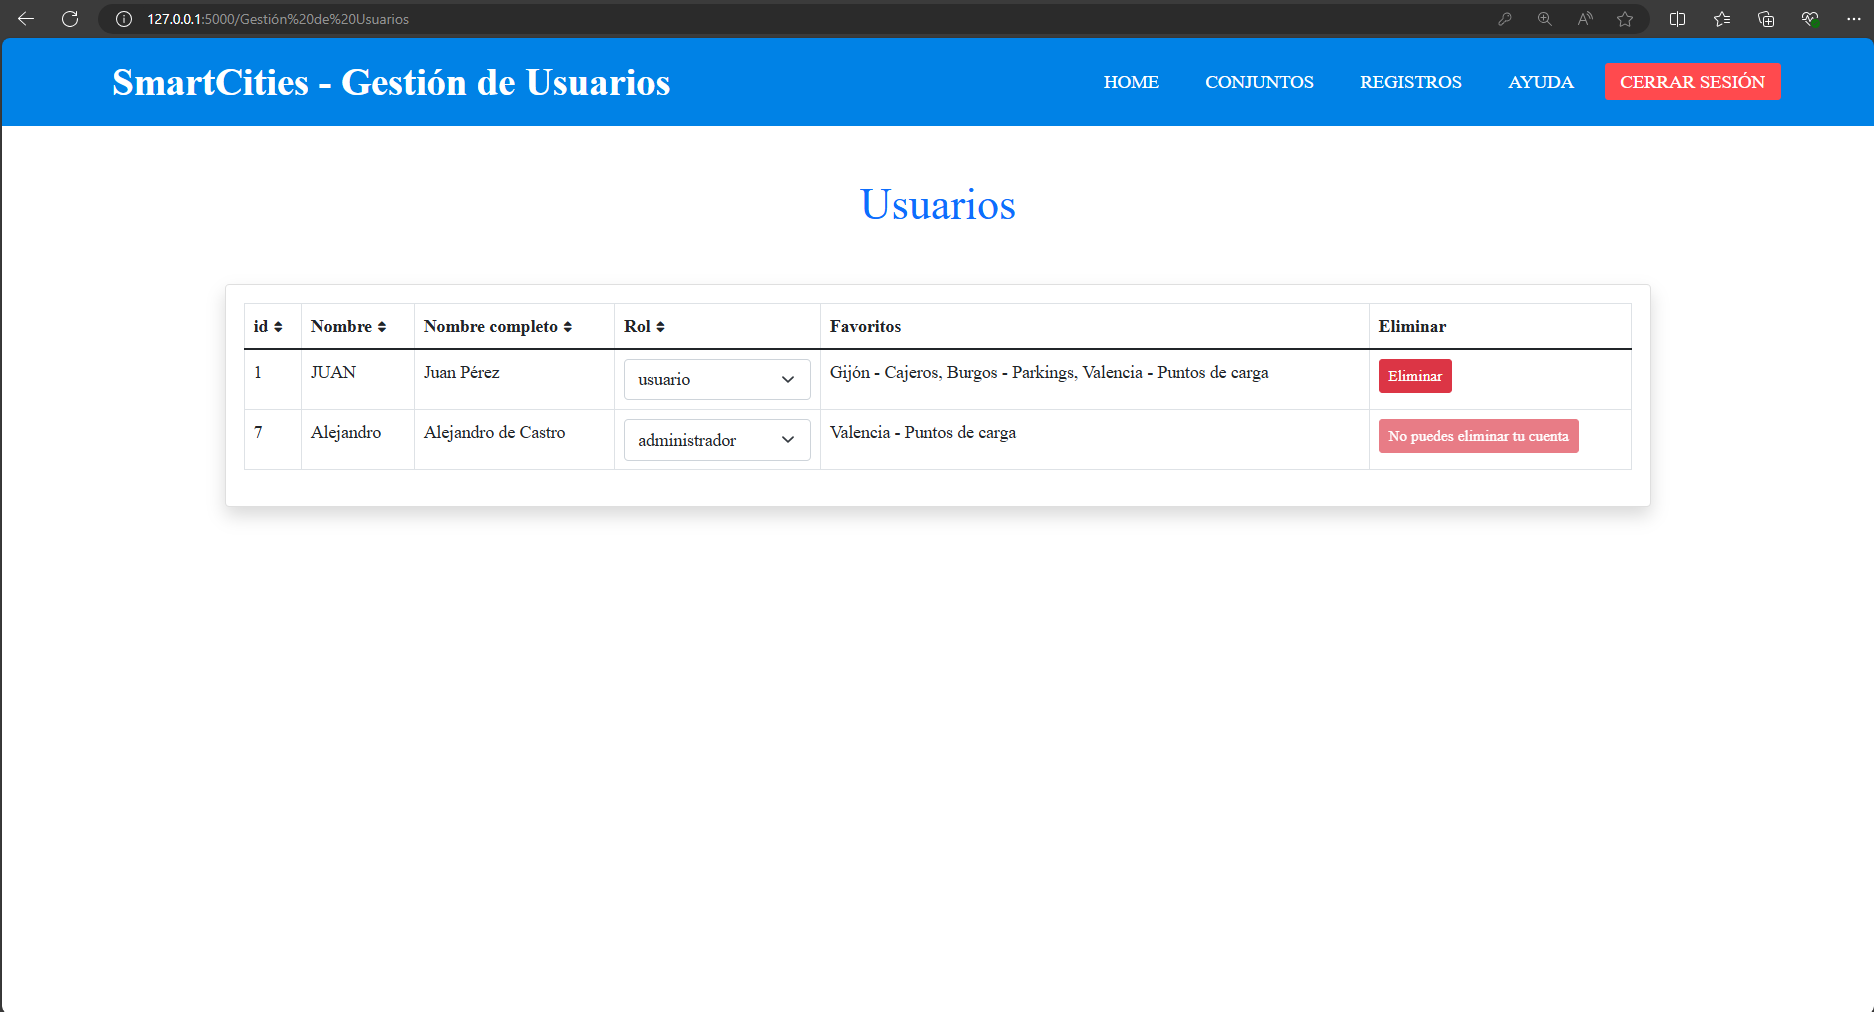 127.0.0.1:5000/Gestión%20de%20Usuarios
SmartCities - Gestión de Usuarios
HOME CONJUNTOS REGISTROS AYUDA CERRAR SESIÓN
Usuarios
id Nombre Nombre completo Rol Favoritos Eliminar
1 JUAN Juan Pérez usuario Gijón - Cajeros, Burgos - Parkings, Valencia - Puntos de carga Eliminar
7 Alejandro Alejandro de Castro administrador Valencia - Puntos de carga No puedes eliminar tu cuenta